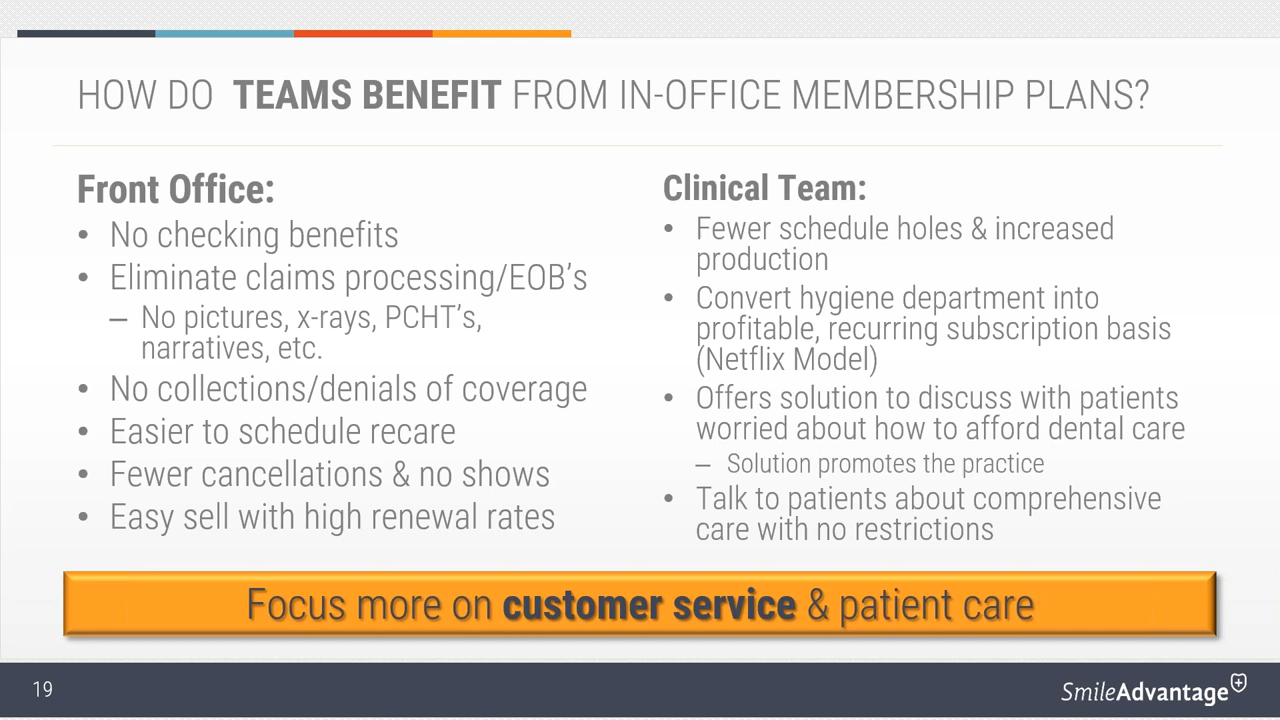 HOW DO TEAMS BENEFIT FROM IN-OFFICE MEMBERSHIP PLANS?
Front Office:
• No checking benefits
• Eliminate claims processing/EOB’s
– No pictures, x-rays, PCHT’s,
narratives, etc.
• No collections/denials of coverage
• Easier to schedule recare
• Fewer cancellations & no shows
• Easy sell with high renewal rates
Clinical Team:
• Fewer schedule holes & increased
production
• Convert hygiene department into
profitable, recurring subscription basis
(Netflix Model)
• Offers solution to discuss with patients
worried about how to afford dental care
– Solution promotes the practice
• Talk to patients about comprehensive
care with no restrictions
Focus more on customer service & patient care
19
SmileAdvantage